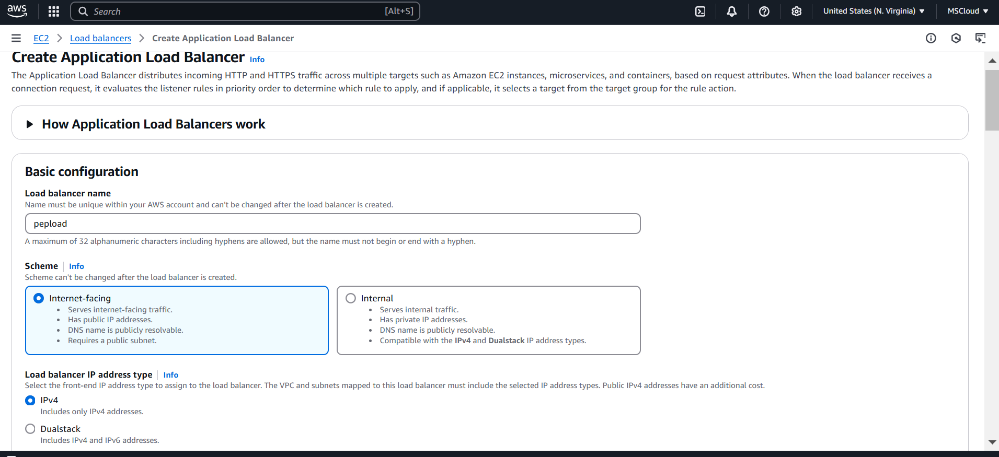 aws
Search [Alt+S]
United States (N. Virginia)
MSCloud
EC2 Load balancers Create Application Load Balancer
Create Application Load Balancer Info
The Application Load Balancer distributes incoming HTTP and HTTPS traffic across multiple targets such as Amazon EC2 instances, microservices, and containers, based on request attributes. When the load balancer receives a
connection request, it evaluates the listener rules in priority order to determine which rule to apply, and if applicable, it selects a target from the target group for the rule action.
How Application Load Balancers work
Basic configuration
Load balancer name
Name must be unique within your AWS account and can't be changed after the load balancer is created.
pepload
A maximum of 32 alphanumeric characters including hyphens are allowed, but the name must not begin or end with a hyphen.
Scheme Info
Scheme can't be changed after the load balancer is created.
Internet-facing
• Serves internet-facing traffic.
• Has public IP addresses.
• DNS name is publicly resolvable.
• Requires a public subnet.
Internal
• Serves internal traffic.
• Has private IP addresses.
• DNS name is publicly resolvable.
• Compatible with the IPv4 and Dualstack IP address types.
Load balancer IP address type Info
Select the front-end IP address type to assign to the load balancer. The VPC and subnets mapped to this load balancer must include the selected IP address types. Public IPv4 addresses have an additional cost.
IPv4
Includes only IPv4 addresses.
Dualstack
Includes IPv4 and IPv6 addresses.